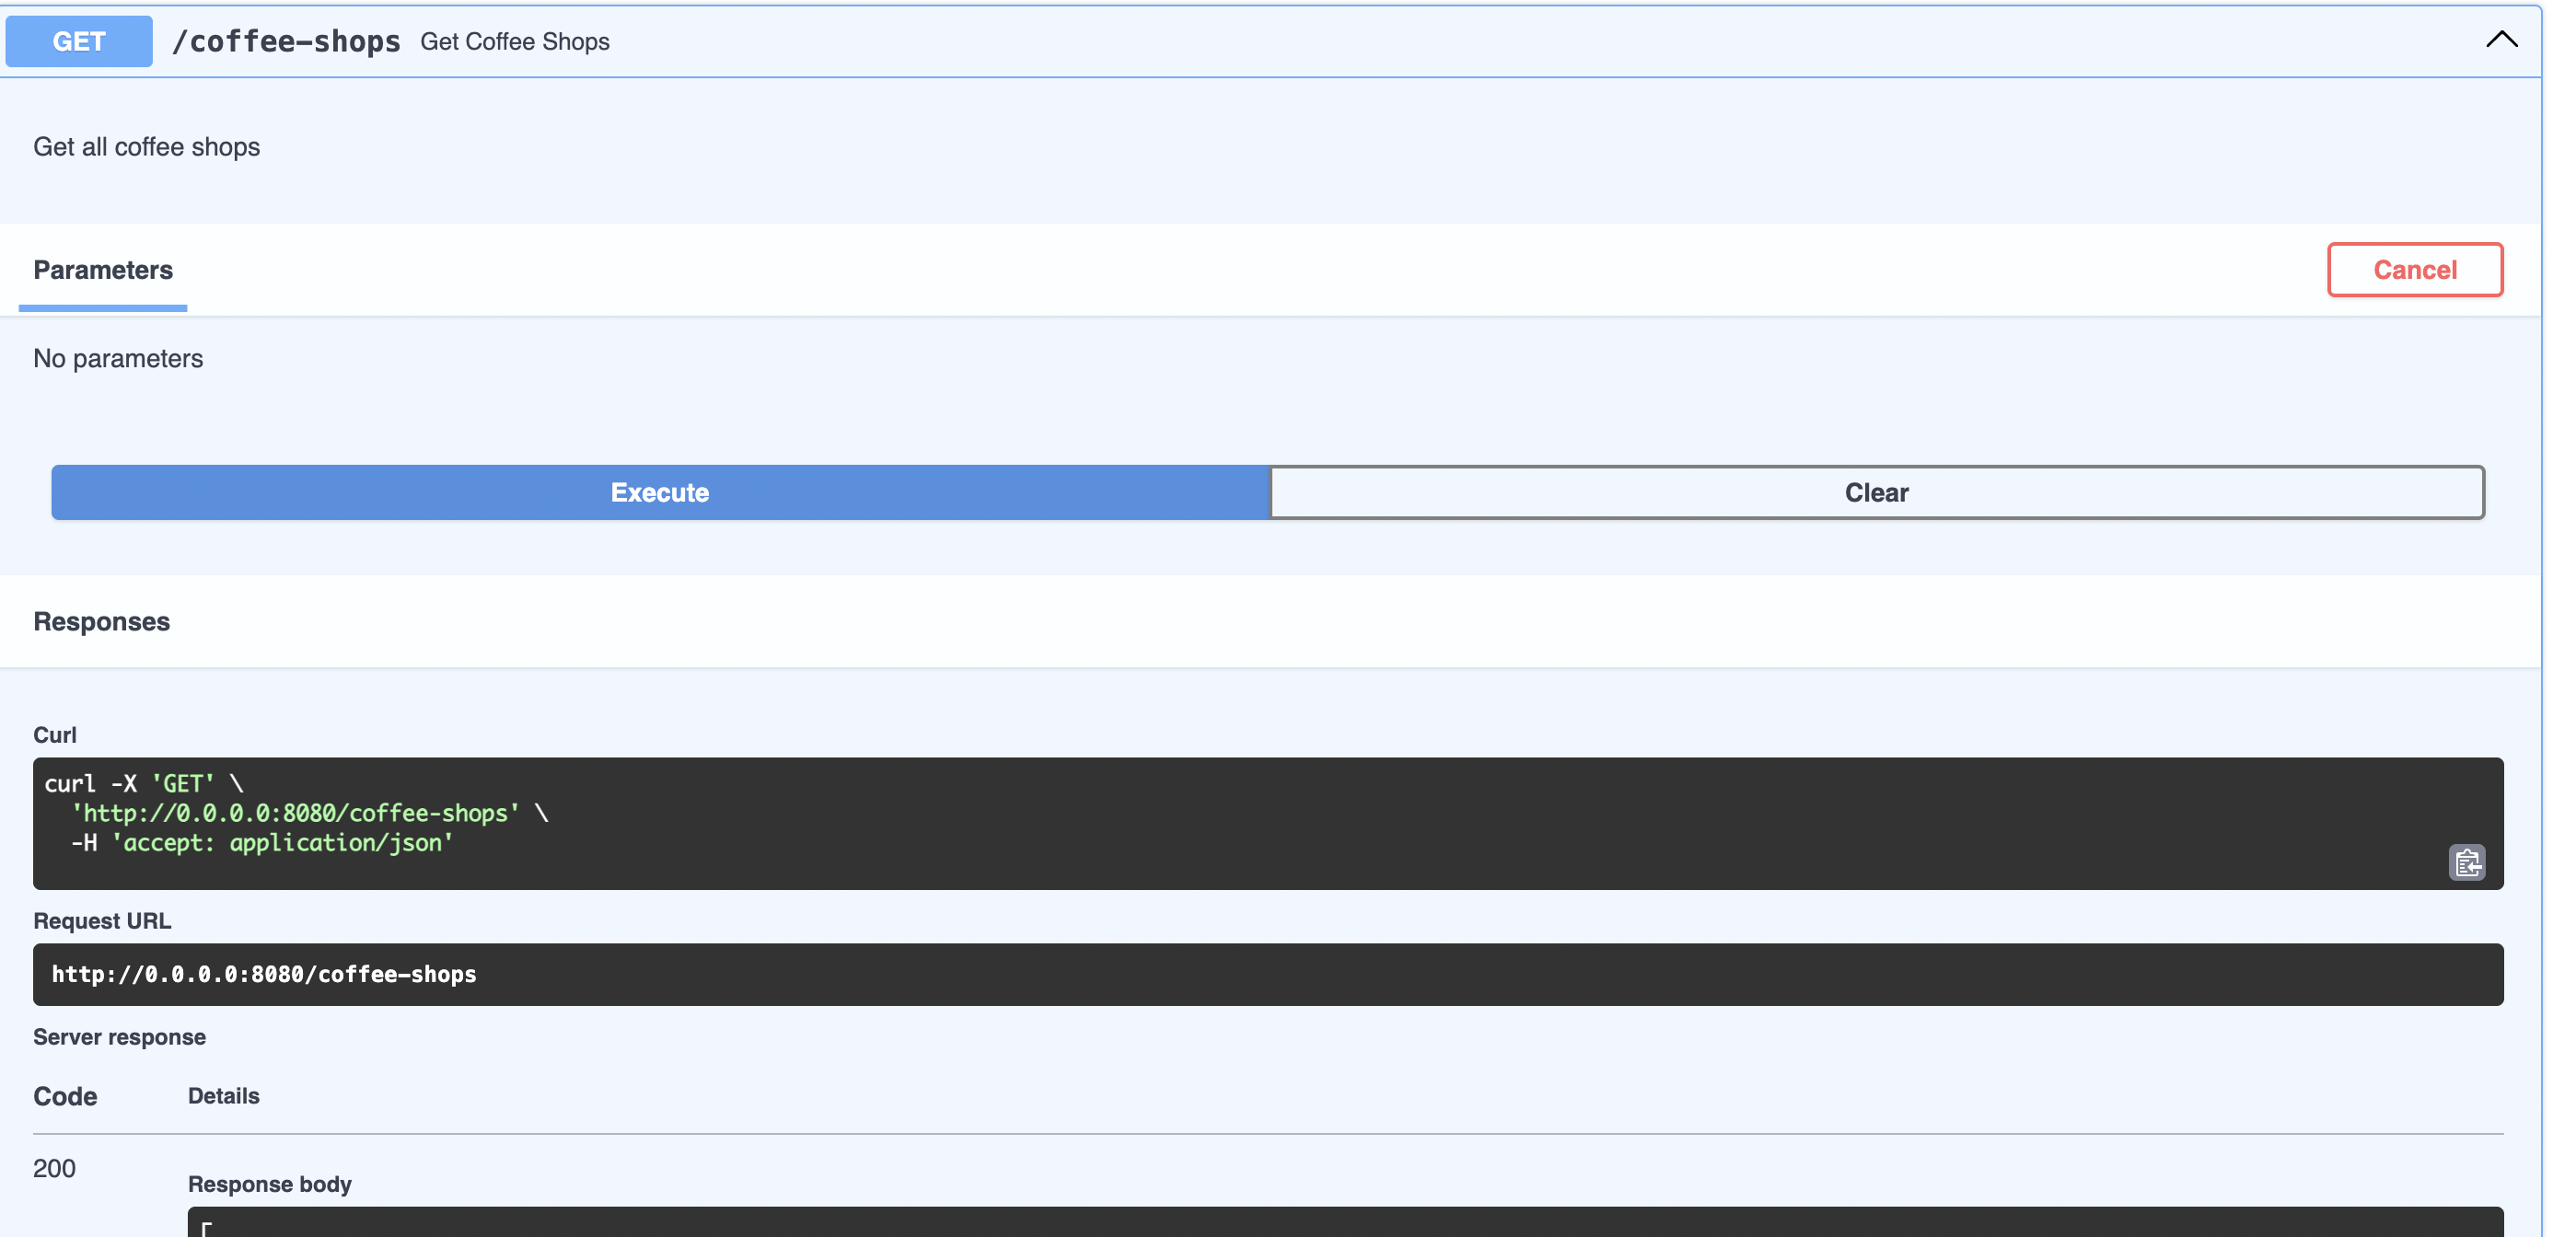 GET /coffee-shops Get Coffee Shops
Get all coffee shops
Parameters
Cancel
No parameters
Execute
Clear
Responses
Curl
curl -X 'GET' \
  'http://0.0.0.0:8080/coffee-shops' \
  -H 'accept: application/json'
Request URL
http://0.0.0.0:8080/coffee-shops
Server response
Code Details
200
Response body
[